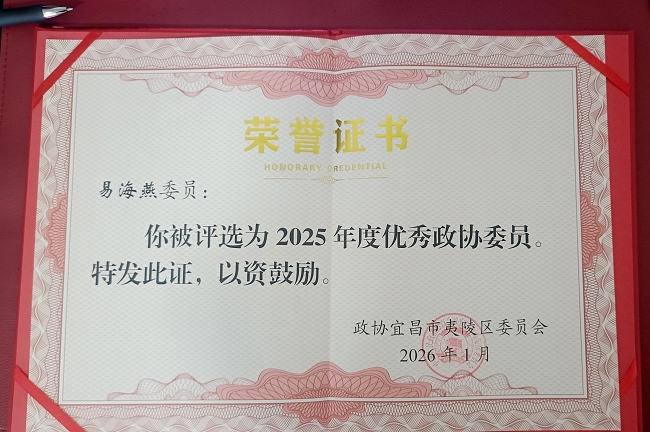 荣誉证书
HONORARY CREDENTIAL
易海燕委员：
你被评选为2025年度优秀政协委员。
特发此证，以资鼓励。
政协宜昌市夷陵区委员会
2026年1月